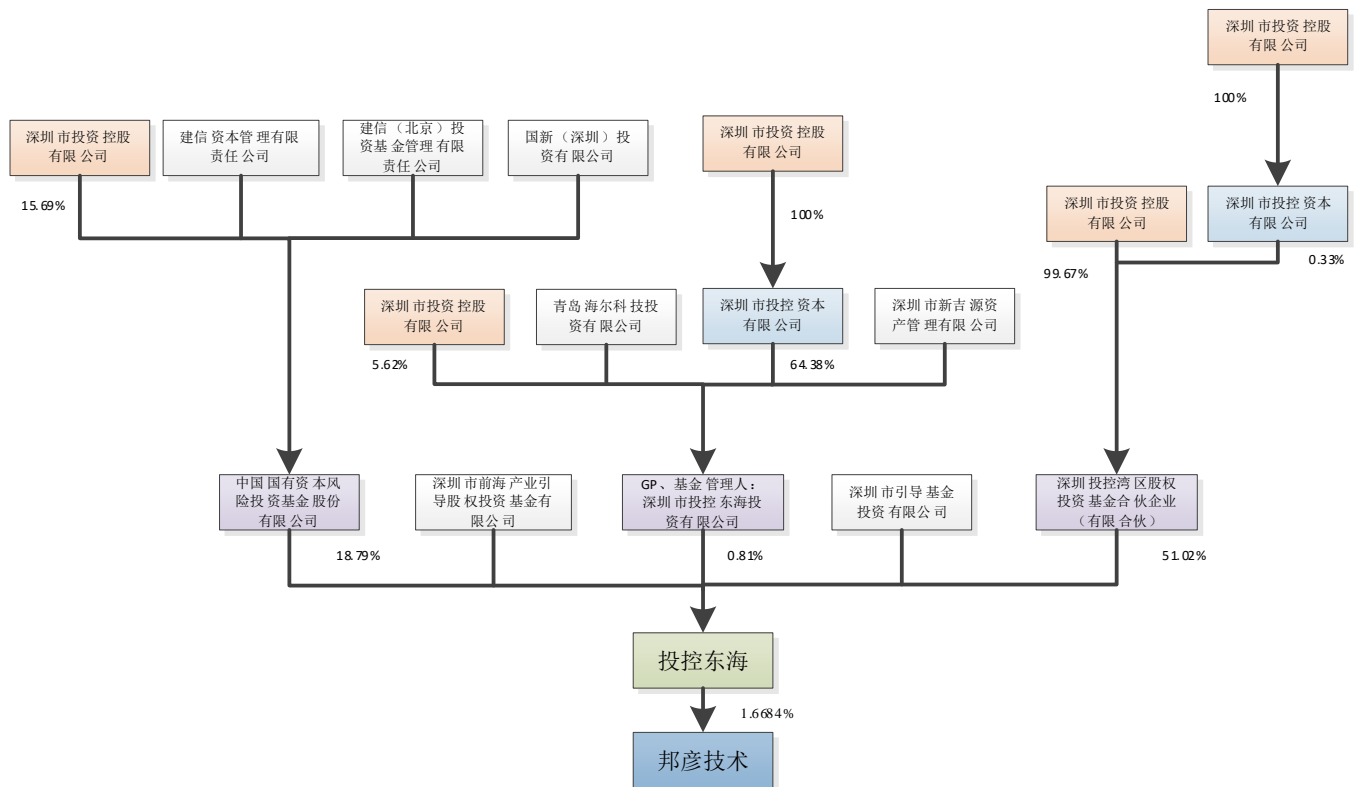 深圳市投资控股
有限公司
100%
深圳市投资控股
有限公司
建信资本管理有限
责任公司
建信（北京）投
资基金管理有限
责任公司
国新（深圳）投
资有限公司
深圳市投资控股
有限公司
15.69%
100%
深圳市投资控股
有限公司
深圳市投控资本
有限公司
99.67%
0.33%
深圳市投资控股
有限公司
青岛海尔科技投
资有限公司
深圳市投控资本
有限公司
深圳市新吉源资
产管理有限公司
5.62%
64.38%
中国国有资本风
险投资基金股份
有限公司
深圳市前海产业引
导股权投资基金有
限公司
GP、基金管理人：
深圳市投控东海投
资有限公司
深圳市引导基金
投资有限公司
深圳投控湾区股权
投资基金合伙企业
（有限合伙）
18.79%
0.81%
51.02%
投控东海
1.6684%
邦彦技术